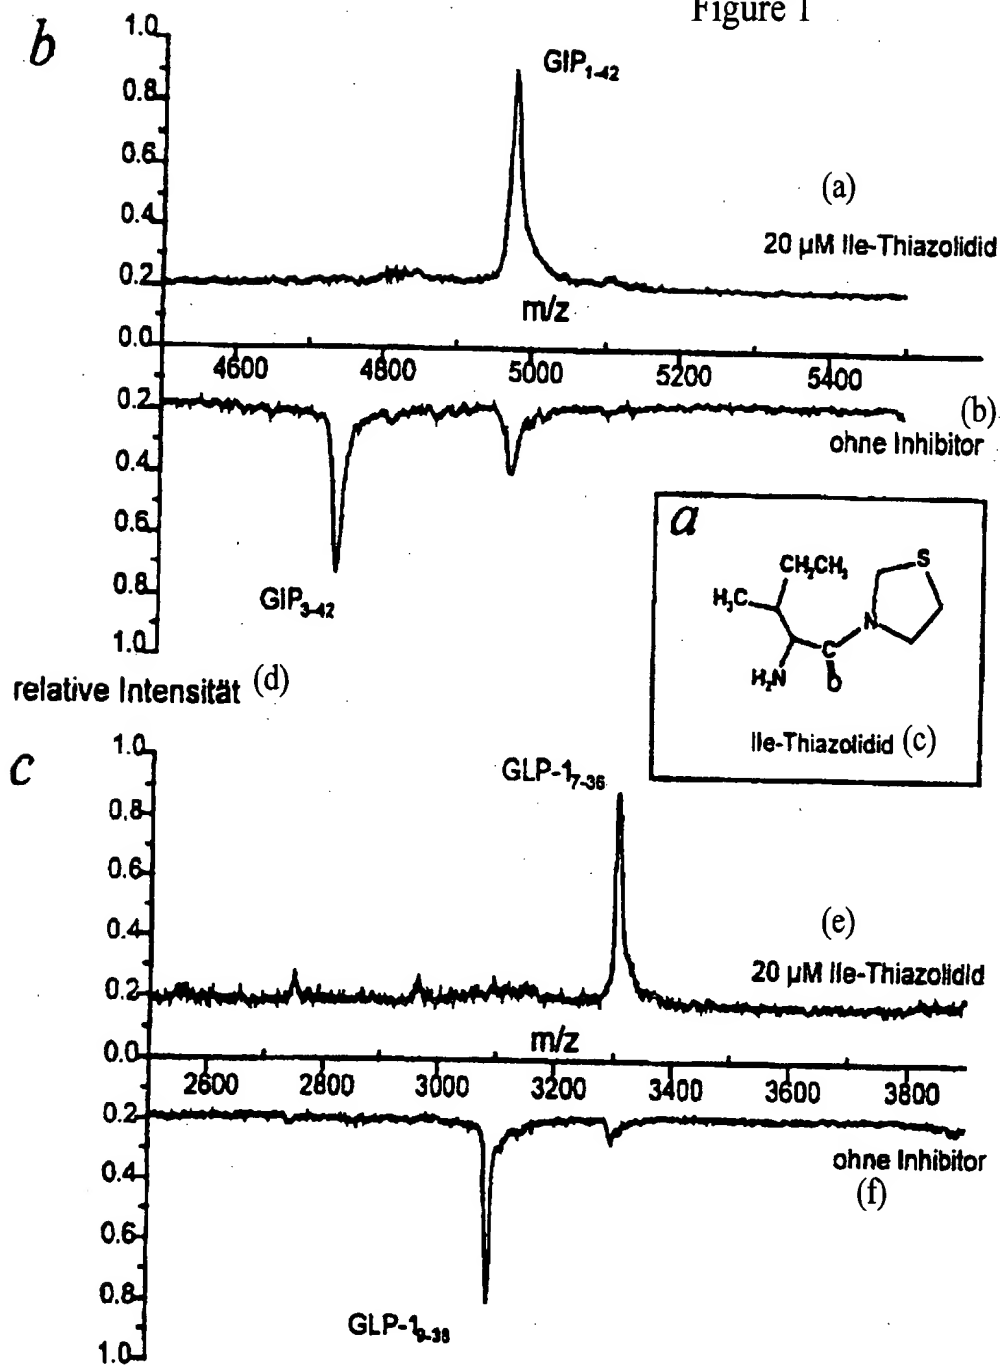 Figure 1
b
1.0
GIP1-42
0.8
0.6
(a)
0.4
20 µM Ile-Thiazolidid
0.2
m/z
0.0
4600 4800 5000 5200 5400
0.2
(b)
ohne Inhibitor
0.4
0.6
0.8
GIP3-42
1.0
relative Intensität (d)
a
CH2CH3
S
H3C
N
C
H2N
O
Ile-Thiazolidid (c)
c
1.0
GLP-17-36
0.8
0.6
(e)
0.4
20 µM Ile-Thiazolidid
0.2
m/z
0.0
2600 2800 3000 3200 3400 3600 3800
0.2
ohne Inhibitor
0.4
(f)
0.6
0.8
GLP-19-36
1.0